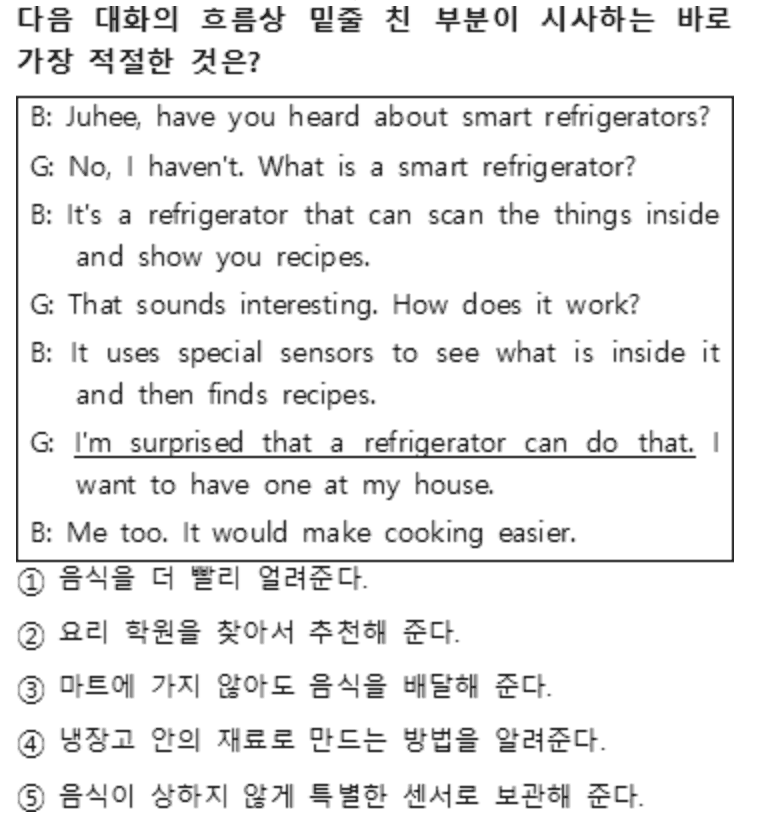 다음 대화의 흐름상 밑줄 친 부분이 시사하는 바로
가장 적절한 것은?
B: Juhee, have you heard about smart refrigerators?
G: No, I haven't. What is a smart refrigerator?
B: It's a refrigerator that can scan the things inside
and show you recipes.
G: That sounds interesting. How does it work?
B: It uses special sensors to see what is inside it
and then finds recipes.
G: I'm surprised that a refrigerator can do that. I
want to have one at my house.
B: Me too. It would make cooking easier.
① 음식을 더 빨리 얼려준다.
② 요리 학원을 찾아서 추천해 준다.
③ 마트에 가지 않아도 음식을 배달해 준다.
④ 냉장고 안의 재료로 만드는 방법을 알려준다.
⑤ 음식이 상하지 않게 특별한 센서로 보관해 준다.